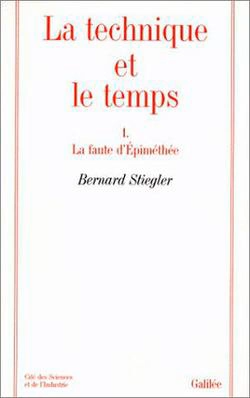 La technique
et
le temps
1.
La faute d'Épiméthée
Bernard Stiegler
Cité des Sciences
et de l'Industrie
Galilée